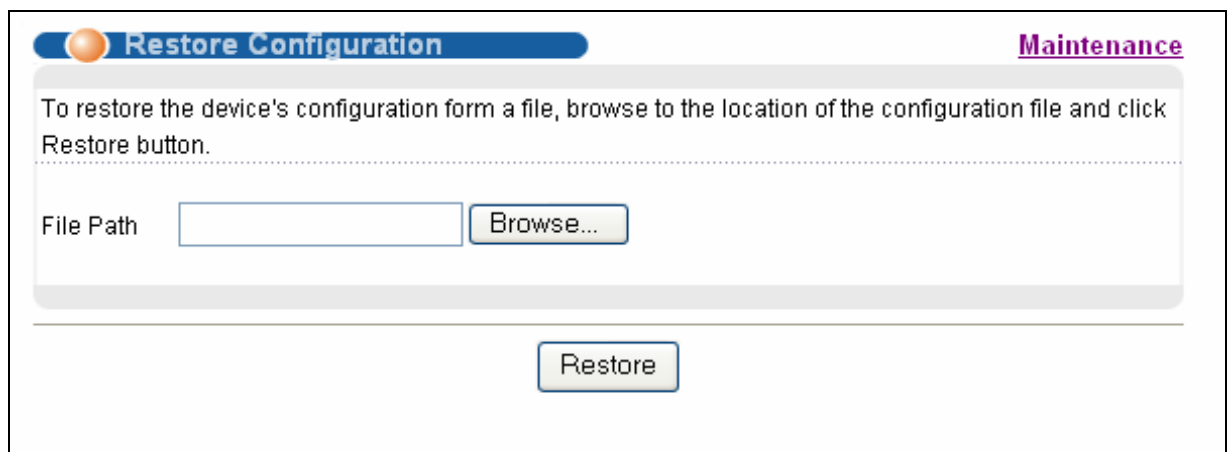 Restore Configuration
Maintenance
To restore the device's configuration form a file, browse to the location of the configuration file and click
Restore button.
File Path
Browse...
Restore